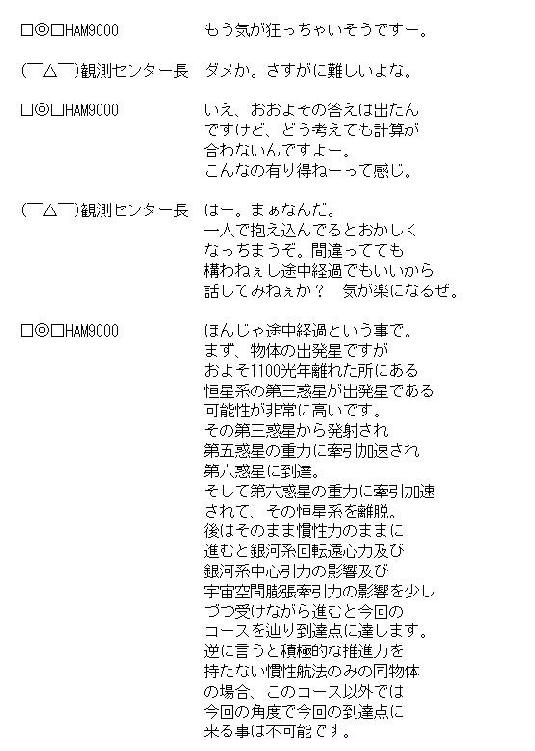 □◎□HAM9000　もう気が狂っちゃいそうですー。
(￣△￣)観測センター長　ダメか。さすがに難しいよな。
□◎□HAM9000　いえ、おおよその答えは出たん
ですけど、どう考えても計算が
合わないんですよー。
こんなの有り得ねーって感じ。
(￣△￣)観測センター長　はー。まぁなんだ。
一人で抱え込んでるとおかしく
なっちまうぞ。間違ってても
構わねぇし途中経過でもいいから
話してみねぇか？　気が楽になるぜ。
□◎□HAM9000　ほんじゃ途中経過という事で。
まず、物体の出発星ですが
およそ1100光年離れた所にある
恒星系の第三惑星が出発星である
可能性が非常に高いです。
その第三惑星から発射され
第五惑星の重力に牽引加速され
第六惑星に到達。
そして第六惑星の重力に牽引加速
されて、その恒星系を離脱。
後はそのまま慣性力のままに
進むと銀河系回転遠心力及び
銀河系中心引力の影響及び
宇宙空間膨張牽引力の影響を少し
づつ受けながら進むと今回の
コースを辿り到達点に達します。
逆に言うと積極的な推進力を
持たない慣性航法のみの同物体
の場合、このコース以外では
今回の角度で今回の到達点に
来る事は不可能です。